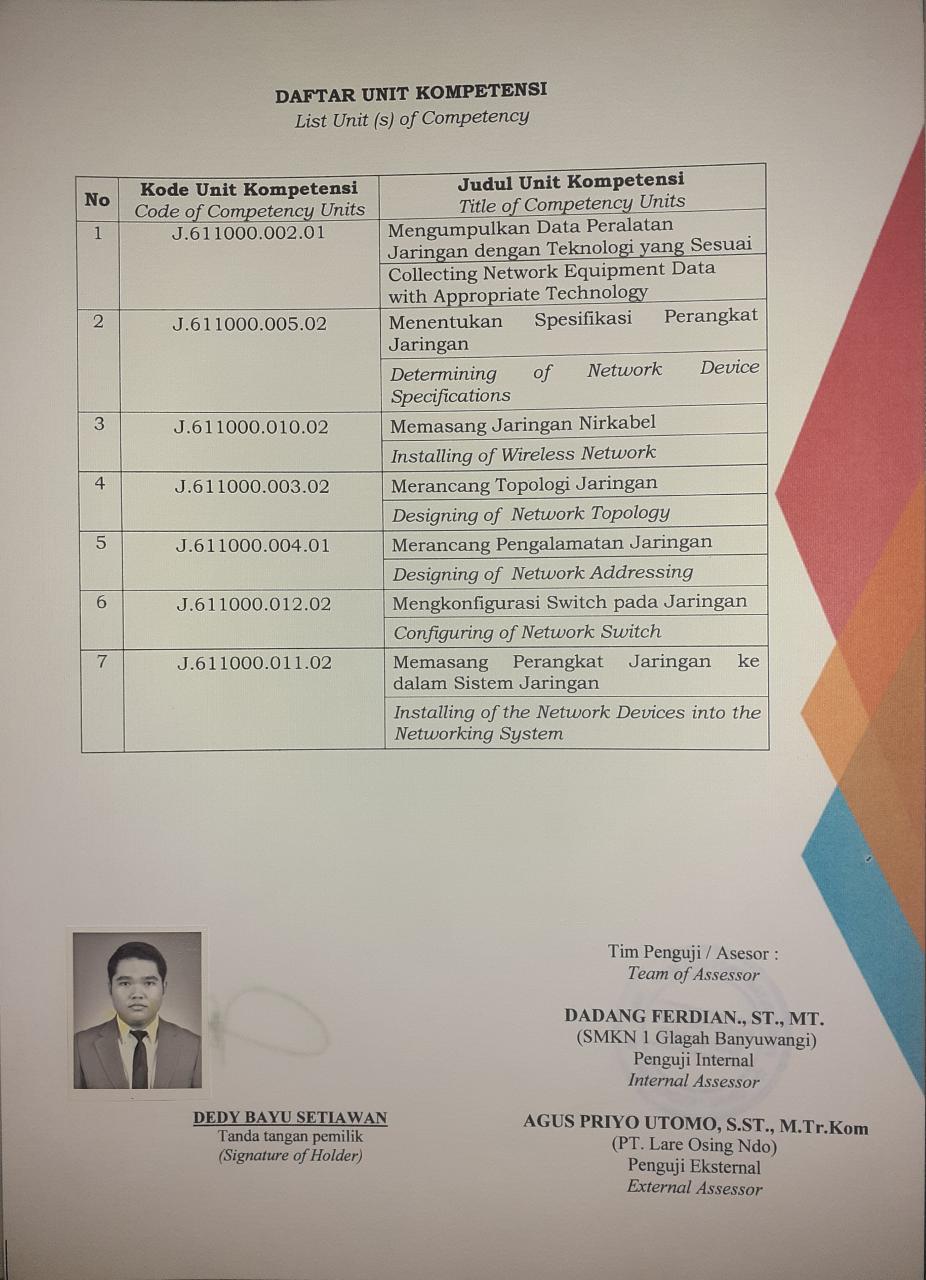 DAFTAR UNIT KOMPETENSI
List Unit (s) of Competency
No
Kode Unit Kompetensi
Code of Competency Units
Judul Unit Kompetensi
Title of Competency Units
1
J.611000.002.01
Mengumpulkan Data Peralatan
Jaringan dengan Teknologi yang Sesuai
Collecting Network Equipment Data
with Appropriate Technology
2
J.611000.005.02
Menentukan Spesifikasi Perangkat
Jaringan
Determining of Network Device
Specifications
3
J.611000.010.02
Memasang Jaringan Nirkabel
Installing of Wireless Network
4
J.611000.003.02
Merancang Topologi Jaringan
Designing of Network Topology
5
J.611000.004.01
Merancang Pengalamatan Jaringan
Designing of Network Addressing
6
J.611000.012.02
Mengkonfigurasi Switch pada Jaringan
Configuring of Network Switch
7
J.611000.011.02
Memasang Perangkat Jaringan ke
dalam Sistem Jaringan
Installing of the Network Devices into the
Networking System
DEDY BAYU SETIAWAN
Tanda tangan pemilik
(Signature of Holder)
Tim Penguji / Asesor :
Team of Assessor
DADANG FERDIAN., ST., MT.
(SMKN 1 Glagah Banyuwangi)
Penguji Internal
Internal Assessor
AGUS PRIYO UTOMO, S.ST., M.Tr.Kom
(PT. Lare Osing Ndo)
Penguji Eksternal
External Assessor